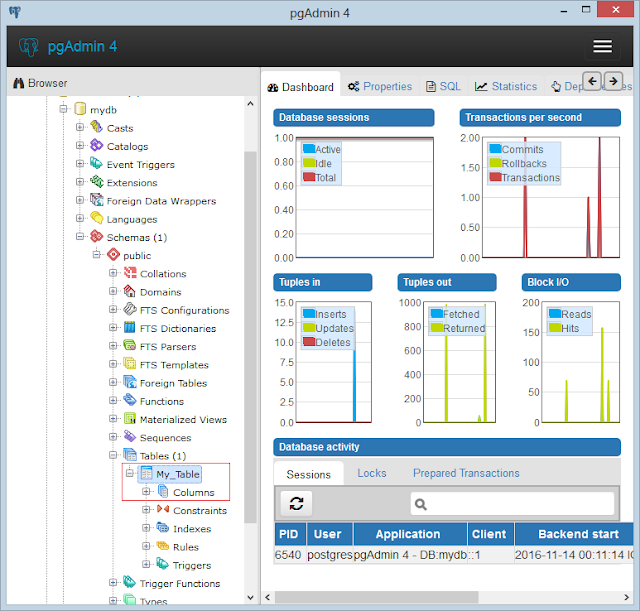 pgAdmin 4
pgAdmin 4
Browser
mydb
Casts
Catalogs
Event Triggers
Extensions
Foreign Data Wrappers
Languages
Schemas (1)
public
Collations
Domains
FTS Configurations
FTS Dictionaries
FTS Parsers
FTS Templates
Foreign Tables
Functions
Materialized Views
Sequences
Tables (1)
My_Table
Columns
Constraints
Indexes
Rules
Triggers
Trigger Functions
Types
Dashboard Properties SQL Statistics
Database sessions
1.00
0.80
0.60
0.40
0.20
0.00
Active
Idle
Total
Transactions per second
2.00
1.60
1.20
0.80
0.40
0.00
Commits
Rollbacks
Transactions
Tuples in
15.0
12.5
10.0
7.5
5.0
2.5
0.0
Inserts
Updates
Deletes
Tuples out
1000
800
600
400
200
0
Fetched
Returned
Block I/O
200
150
100
50
0
Reads
Hits
Database activity
Sessions Locks Prepared Transactions
PID User Application Client Backend start
6540 postgres pgAdmin 4 - DB:mydb ::1 2016-11-14 00:11:14